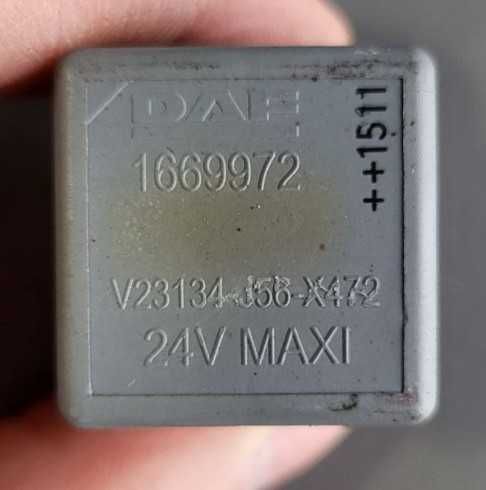 DAF
1669972
V23134-J56-X472
24V MAXI
++1511